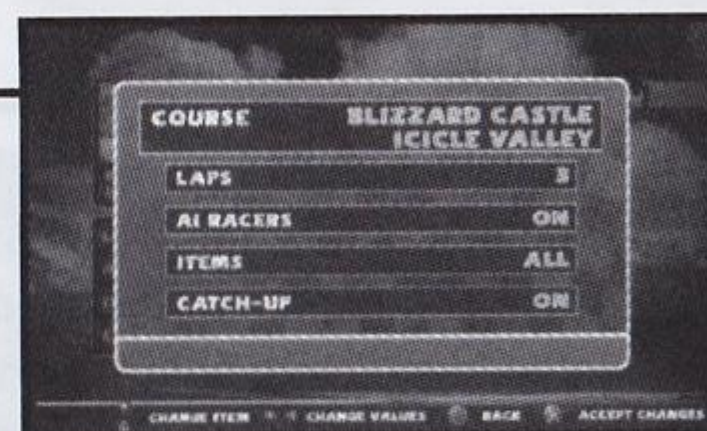 COURSE BLIZZARD CASTLE
ICICLE VALLEY
LAPS 3
AI RACERS ON
ITEMS ALL
CATCH-UP ON
CHANGE ITEM CHANGE VALUES BACK ACCEPT CHANGES